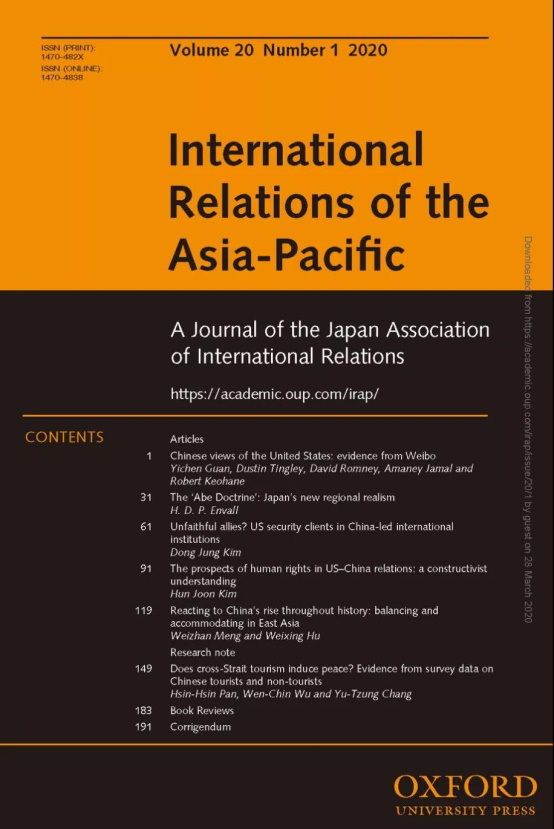 ISSN (PRINT):
1470-482X
ISSN (ONLINE):
1470-4838
Volume 20 Number 1 2020
International
Relations of the
Asia-Pacific
A Journal of the Japan Association
of International Relations
https://academic.oup.com/irap/
CONTENTS
Articles
1 Chinese views of the United States: evidence from Weibo
Yichen Guan, Dustin Tingley, David Romney, Amaney Jamal and
Robert Keohane
31 The ‘Abe Doctrine’: Japan's new regional realism
H. D. P. Envall
61 Unfaithful allies? US security clients in China-led international
institutions
Dong Jung Kim
91 The prospects of human rights in US–China relations: a constructivist
understanding
Hun Joon Kim
119 Reacting to China's rise throughout history: balancing and
accommodating in East Asia
Weizhan Meng and Weixing Hu
Research note
149 Does cross-Strait tourism induce peace? Evidence from survey data on
Chinese tourists and non-tourists
Hsin-Hsin Pan, Wen-Chin Wu and Yu-Tzung Chang
183 Book Reviews
191 Corrigendum
OXFORD
UNIVERSITY PRESS
Downloaded from https://academic.oup.com/irap/issue/20/1 by guest on 28 March 2020